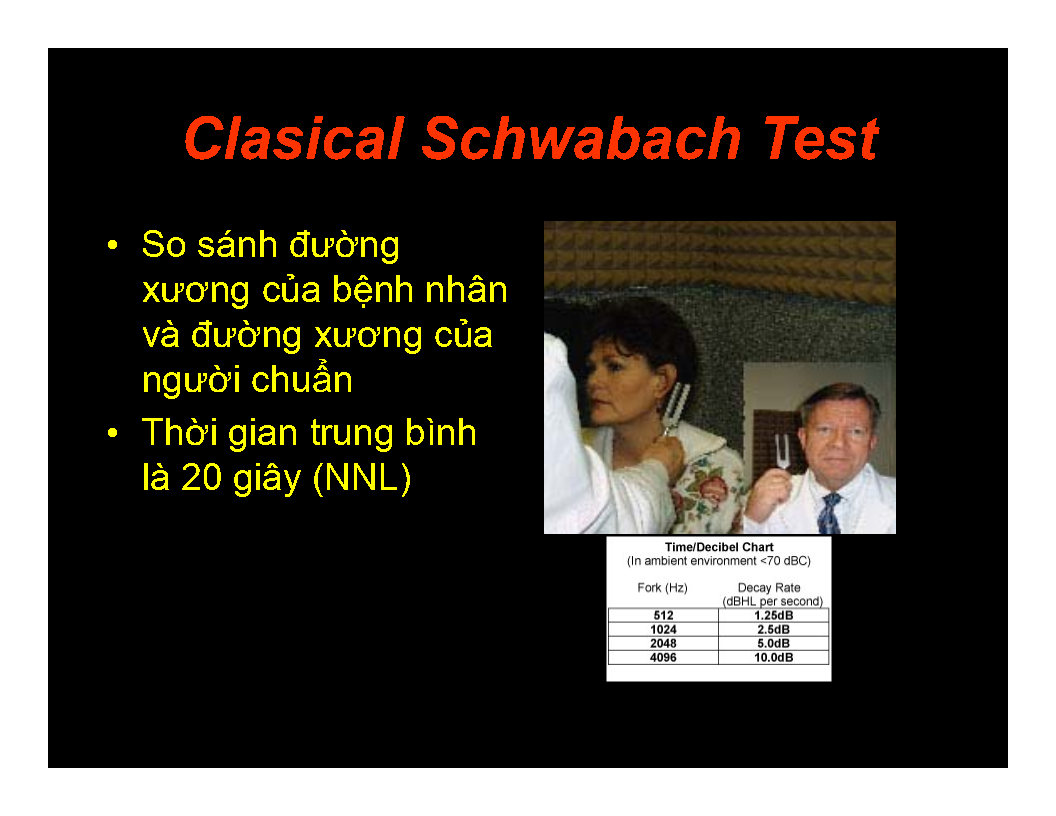 Clasical Schwabach Test
• So sánh đường
xương của bệnh nhân
và đường xương của
người chuẩn
• Thời gian trung bình
là 20 giây (NNL)
Time/Decibel Chart
(In ambient environment <70 dBC)
Fork (Hz) Decay Rate
(dBHL per second)
512 1.25dB
1024 2.5dB
2048 5.0dB
4096 10.0dB